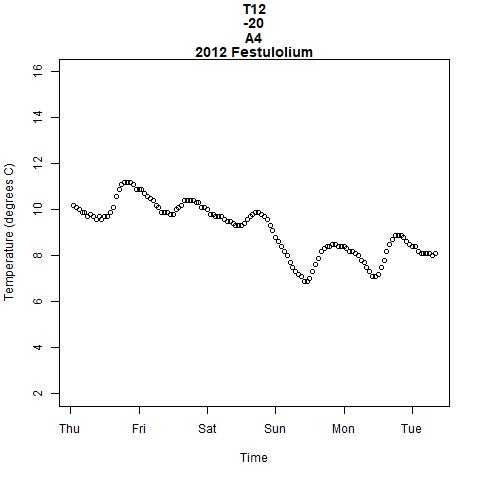 T12
-20
A4
2012 Festulolium
Temperature (degrees C)
16
14
12
10
8
6
4
2
Thu Fri Sat Sun Mon Tue
Time